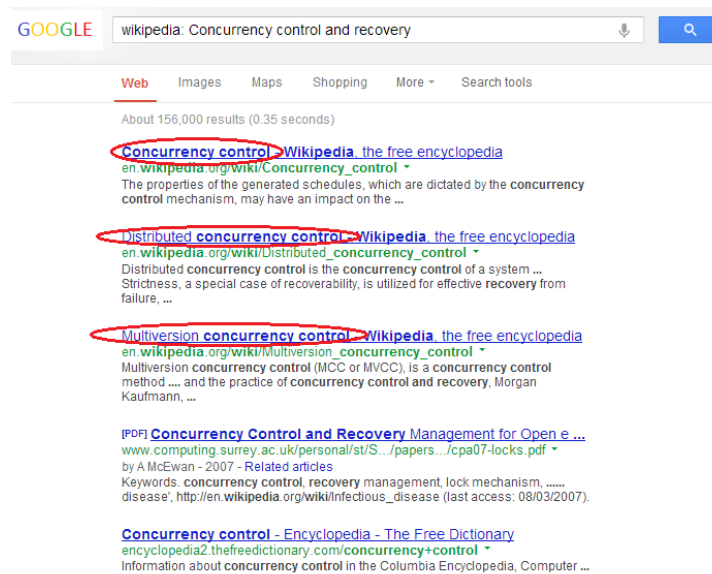 GOOGLE wikipedia: Concurrency control and recovery
Web Images Maps Shopping More Search tools
About 156,000 results (0.35 seconds)
Concurrency control - Wikipedia, the free encyclopedia
en.wikipedia.org/wiki/Concurrency_control
The properties of the generated schedules, which are dictated by the concurrency
control mechanism, may have an impact on the ...
Distributed concurrency control - Wikipedia, the free encyclopedia
en.wikipedia.org/wiki/Distributed_concurrency_control
Distributed concurrency control is the concurrency control of a system ...
Strictness, a special case of recoverability, is utilized for effective recovery from
failure, ...
Multiversion concurrency control - Wikipedia, the free encyclopedia
en.wikipedia.org/wiki/Multiversion_concurrency_control
Multiversion concurrency control (MCC or MVCC), is a concurrency control
method .... and the practice of concurrency control and recovery, Morgan
Kaufmann, ...
[PDF] Concurrency Control and Recovery Management for Open e ...
www.computing.surrey.ac.uk/personal/st/S.../papers.../cpa07-locks.pdf
by A McEwan - 2007 - Related articles
Keywords. concurrency control, recovery management, lock mechanism, ......
disease', http://en.wikipedia.org/wiki/Infectious_disease (last access: 08/03/2007).
Concurrency control - Encyclopedia - The Free Dictionary
encyclopedia2.thefreedictionary.com/concurrency+control
Information about concurrency control in the Columbia Encyclopedia, Computer ...